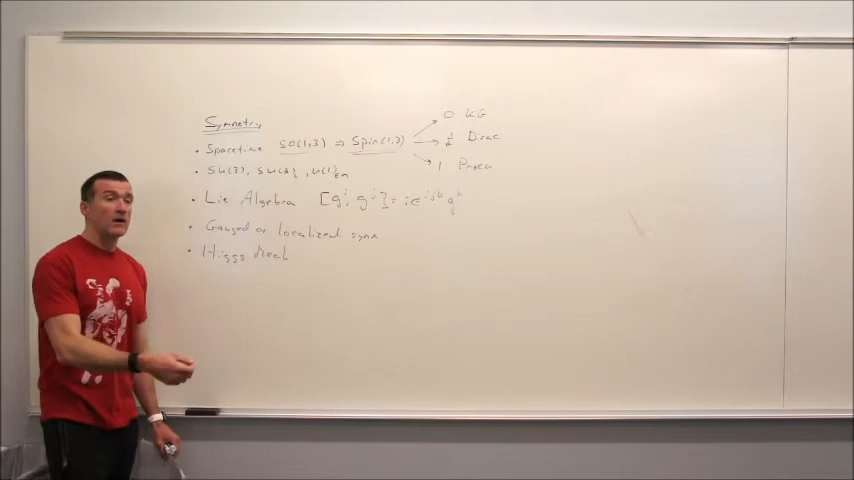 Symmetry
• Spacetime SO(1,3) ⇒ Spin(1,3)
0 KG
1/2 Dirac
1 Proca
• SU(3), SU(2)L, U(1)EM
• Lie Algebra [g^i, g^j] = iϵ^ijk g^k
• Gauged or localized symm.
• Higgs Mech